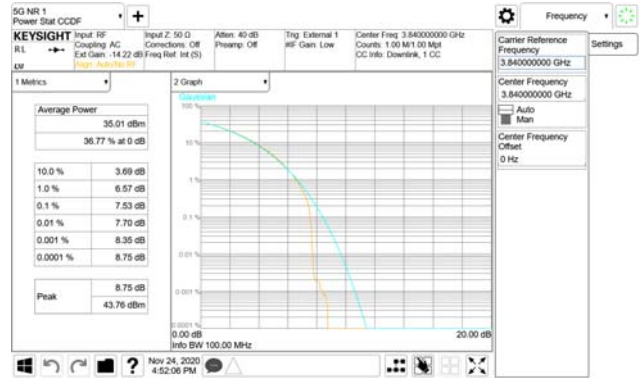 5G NR 1
Power Stat CCDF
Frequency
KEYSIGHT
RL
Input: RF
Coupling: AC
Ext Gain: -14.22 dB
Align: Auto/No RF
Input Z: 50 Ω
Corrections: Off
Freq Ref: Int (S)
Atten: 40 dB
Preamp: Off
Trig: External 1
#IF Gain: Low
Center Freq: 3.840000000 GHz
Counts: 1.00 M/1.00 Mpt
CC Info: Downlink, 1 CC
Carrier Reference
Frequency
3.840000000 GHz
Settings
Center Frequency
3.840000000 GHz
Auto
Man
Center Frequency
Offset
0 Hz
1 Metrics
Average Power
35.01 dBm
36.77 % at 0 dB
10.0 % 3.69 dB
1.0 % 6.57 dB
0.1 % 7.53 dB
0.01 % 7.70 dB
0.001 % 8.35 dB
0.0001 % 8.75 dB
Peak
8.75 dB
43.76 dBm
2 Graph
Gaussian
100 %
10 %
1 %
0.1 %
0.01 %
0.001 %
0.0001 %
0.00 dB
20.00 dB
Info BW 100.00 MHz
?
Nov 24, 2020
4:52:06 PM